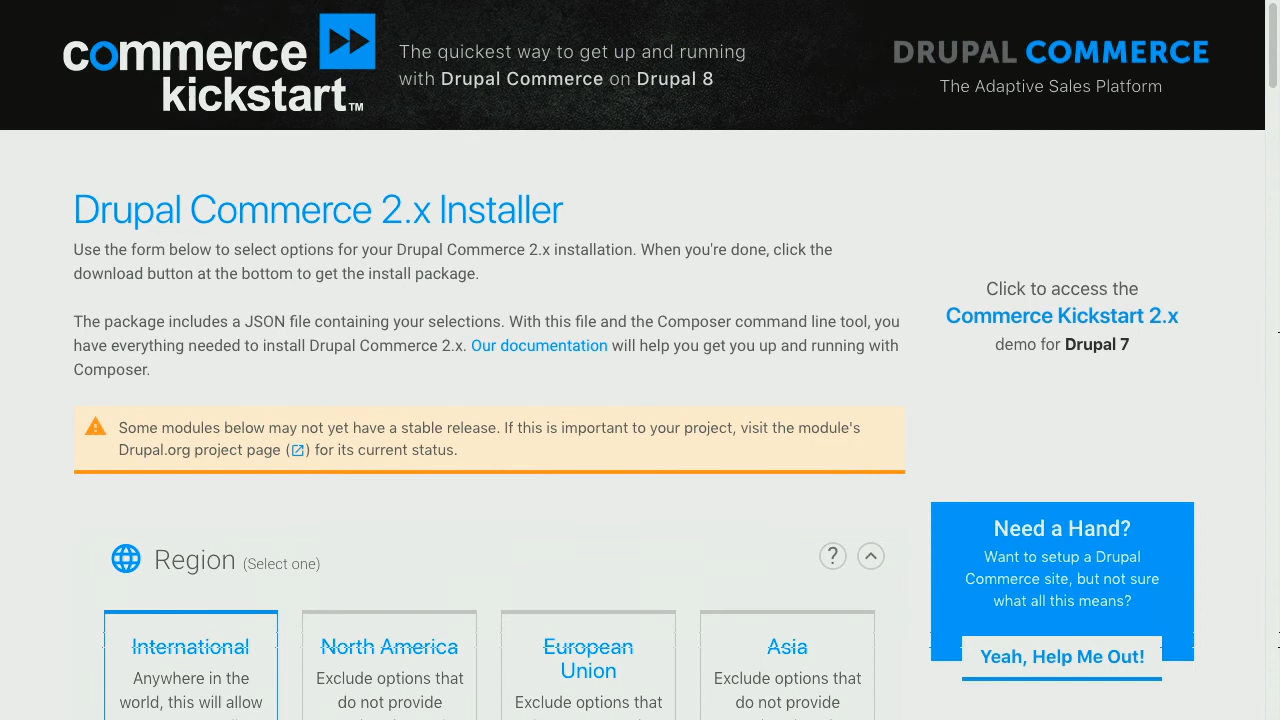 commerce
kickstart™
The quickest way to get up and running
with Drupal Commerce on Drupal 8
DRUPAL COMMERCE
The Adaptive Sales Platform
Drupal Commerce 2.x Installer
Use the form below to select options for your Drupal Commerce 2.x installation. When you're done, click the
download button at the bottom to get the install package.
The package includes a JSON file containing your selections. With this file and the Composer command line tool, you
have everything needed to install Drupal Commerce 2.x. Our documentation will help you get you up and running with
Composer.
Some modules below may not yet have a stable release. If this is important to your project, visit the module's
Drupal.org project page () for its current status.
Click to access the
Commerce Kickstart 2.x
demo for Drupal 7
Need a Hand?
Want to setup a Drupal
Commerce site, but not sure
what all this means?
Yeah, Help Me Out!
Region (Select one)
?
International
Anywhere in the
world, this will allow
North America
Exclude options that
do not provide
European
Union
Exclude options that
Asia
Exclude options that
do not provide